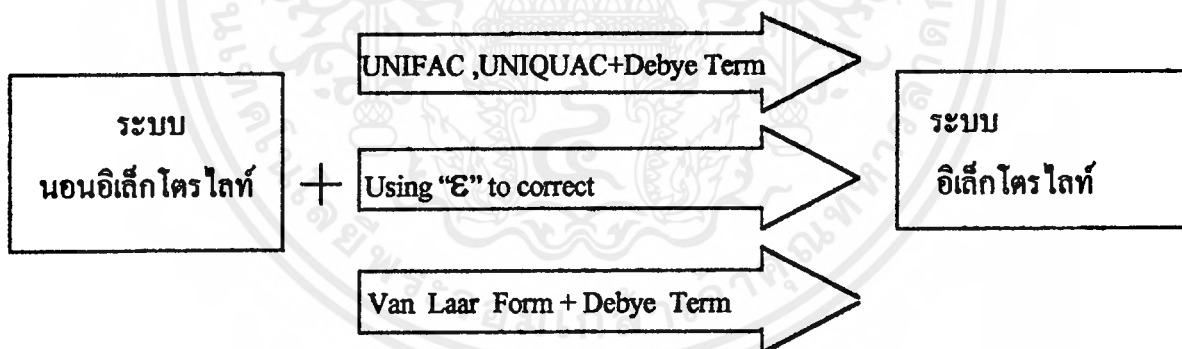 ระบบ
นอนอิเล็กโตรไลท์
+
UNIFAC ,UNIQUAC+Debye Term
Using “ε” to correct
Van Laar Form + Debye Term
ระบบ
อิเล็กโตรไลท์